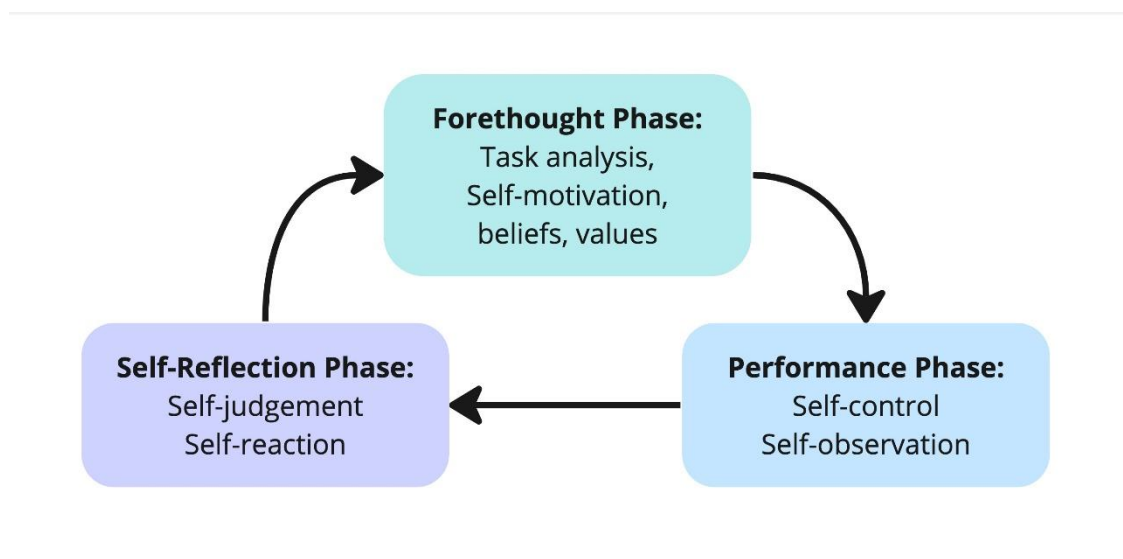 Forethought Phase:
Task analysis,
Self-motivation,
beliefs, values
Self-Reflection Phase:
Self-judgement
Self-reaction
Performance Phase:
Self-control
Self-observation